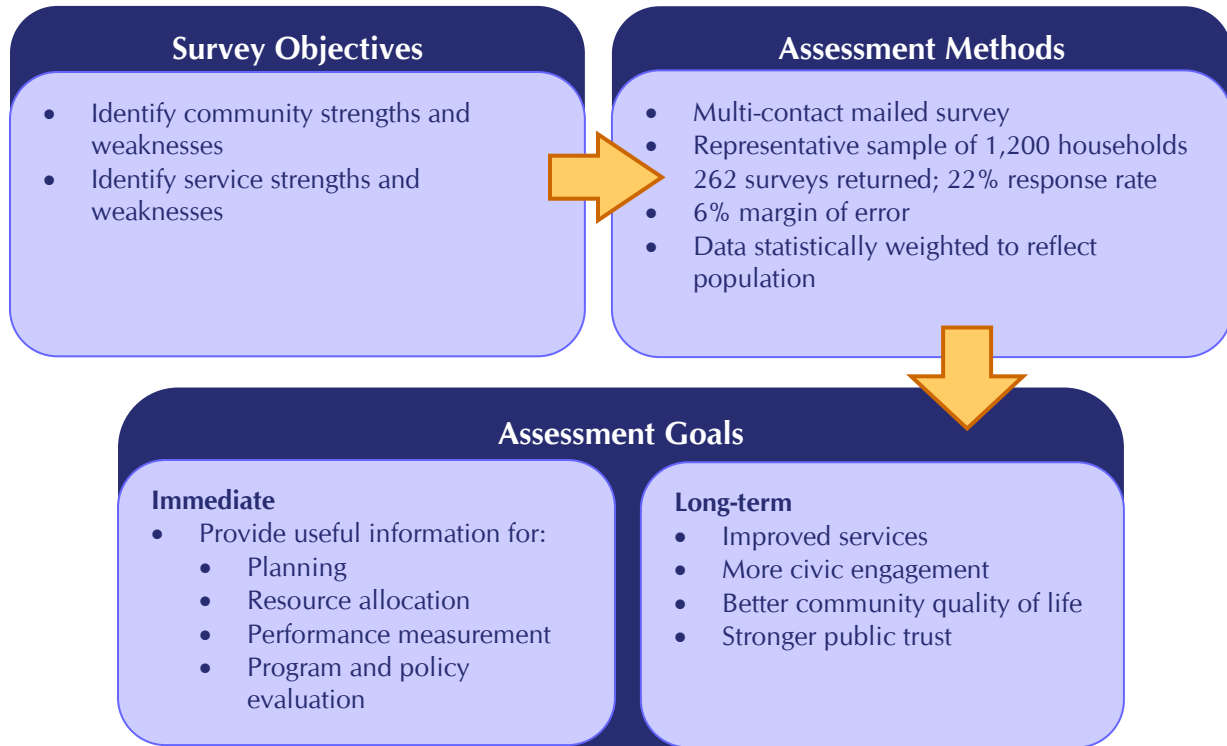 Survey Objectives
• Identify community strengths and
weaknesses
• Identify service strengths and
weaknesses
Assessment Methods
• Multi-contact mailed survey
• Representative sample of 1,200 households
262 surveys returned; 22% response rate
• 6% margin of error
• Data statistically weighted to reflect
population
Assessment Goals
Immediate
• Provide useful information for:
• Planning
• Resource allocation
• Performance measurement
• Program and policy
evaluation
Long-term
• Improved services
• More civic engagement
• Better community quality of life
• Stronger public trust